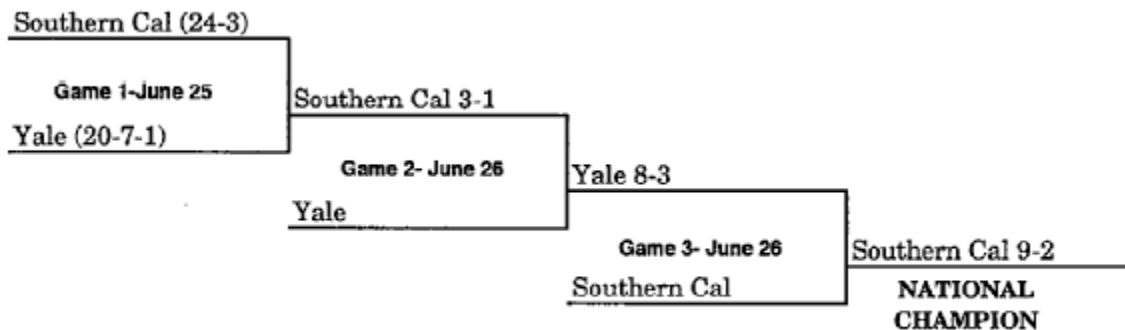 Southern Cal (24-3)
Game 1-June 25
Southern Cal 3-1
Yale (20-7-1)
Game 2- June 26
Yale 8-3
Yale
Game 3- June 26
Southern Cal 9-2
Southern Cal
NATIONAL
CHAMPION